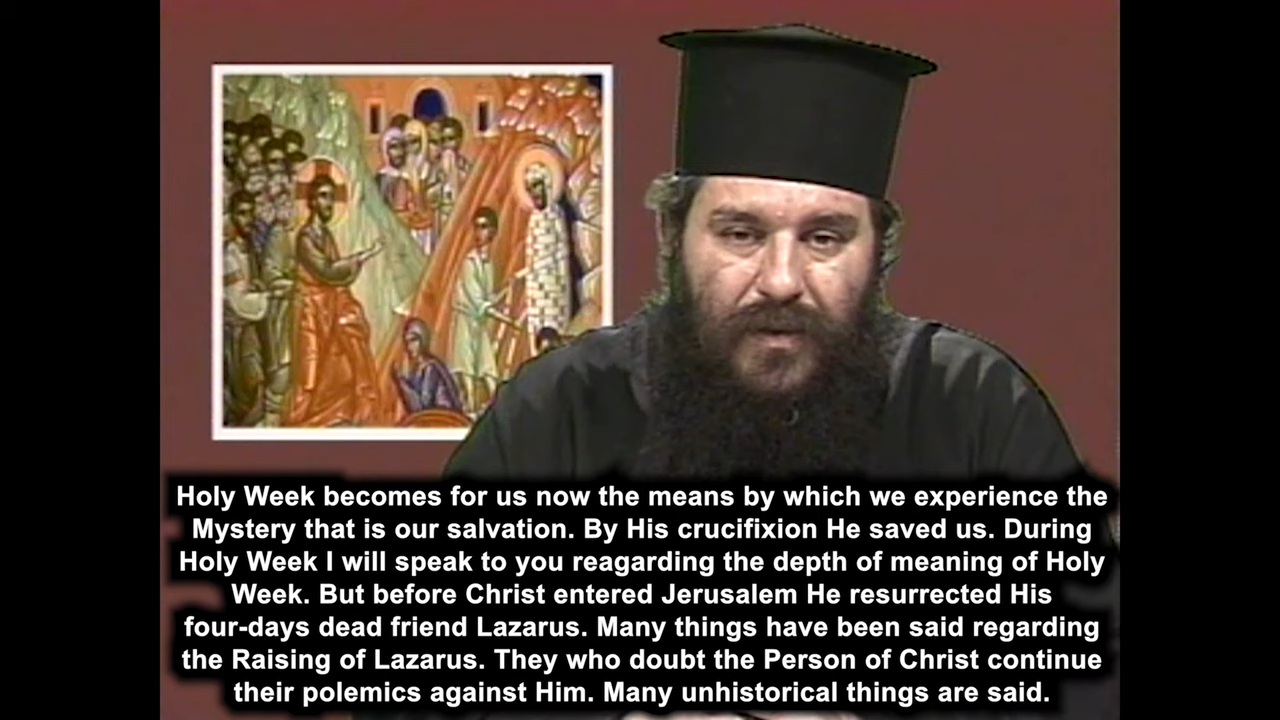 Holy Week becomes for us now the means by which we experience the
Mystery that is our salvation. By His crucifixion He saved us. During
Holy Week I will speak to you reagarding the depth of meaning of Holy
Week. But before Christ entered Jerusalem He resurrected His
four-days dead friend Lazarus. Many things have been said regarding
the Raising of Lazarus. They who doubt the Person of Christ continue
their polemics against Him. Many unhistorical things are said.